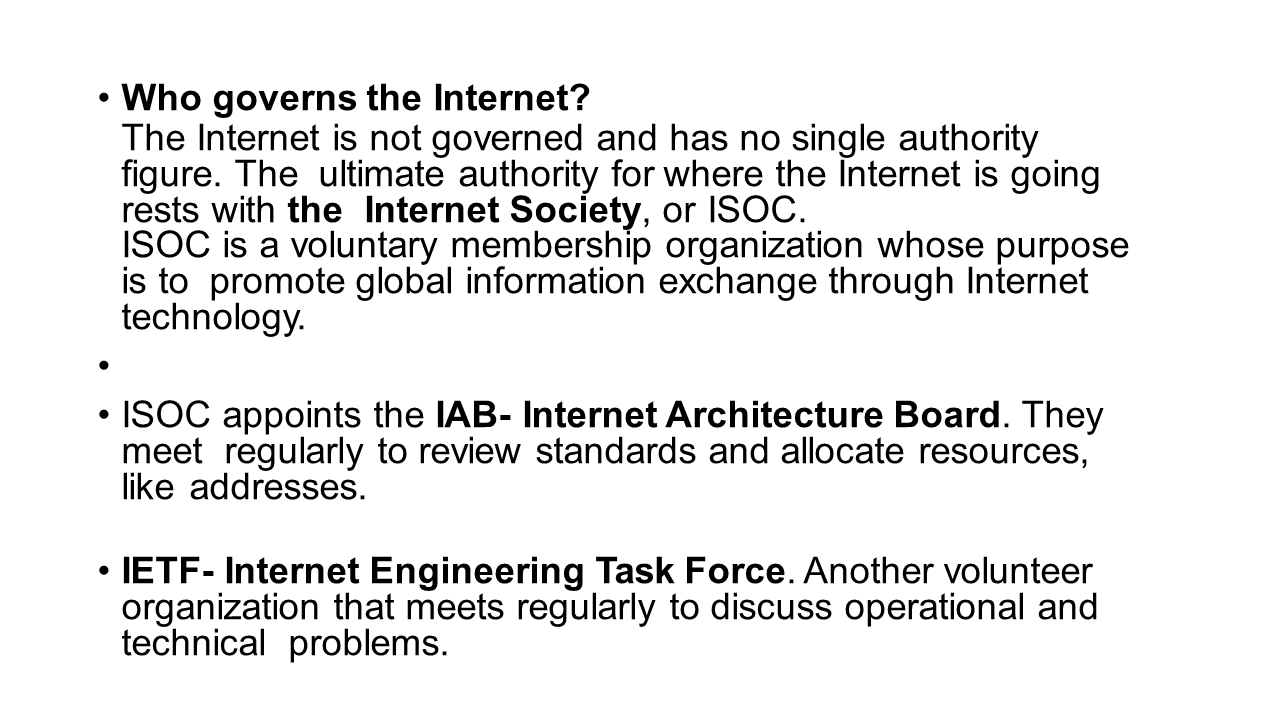 • Who governs the Internet?
The Internet is not governed and has no single authority
figure. The  ultimate authority for where the Internet is going
rests with the  Internet Society, or ISOC.
ISOC is a voluntary membership organization whose purpose
is to  promote global information exchange through Internet
technology.
•
• ISOC appoints the IAB- Internet Architecture Board. They
meet  regularly to review standards and allocate resources,
like addresses.
• IETF- Internet Engineering Task Force. Another volunteer
organization that meets regularly to discuss operational and
technical  problems.